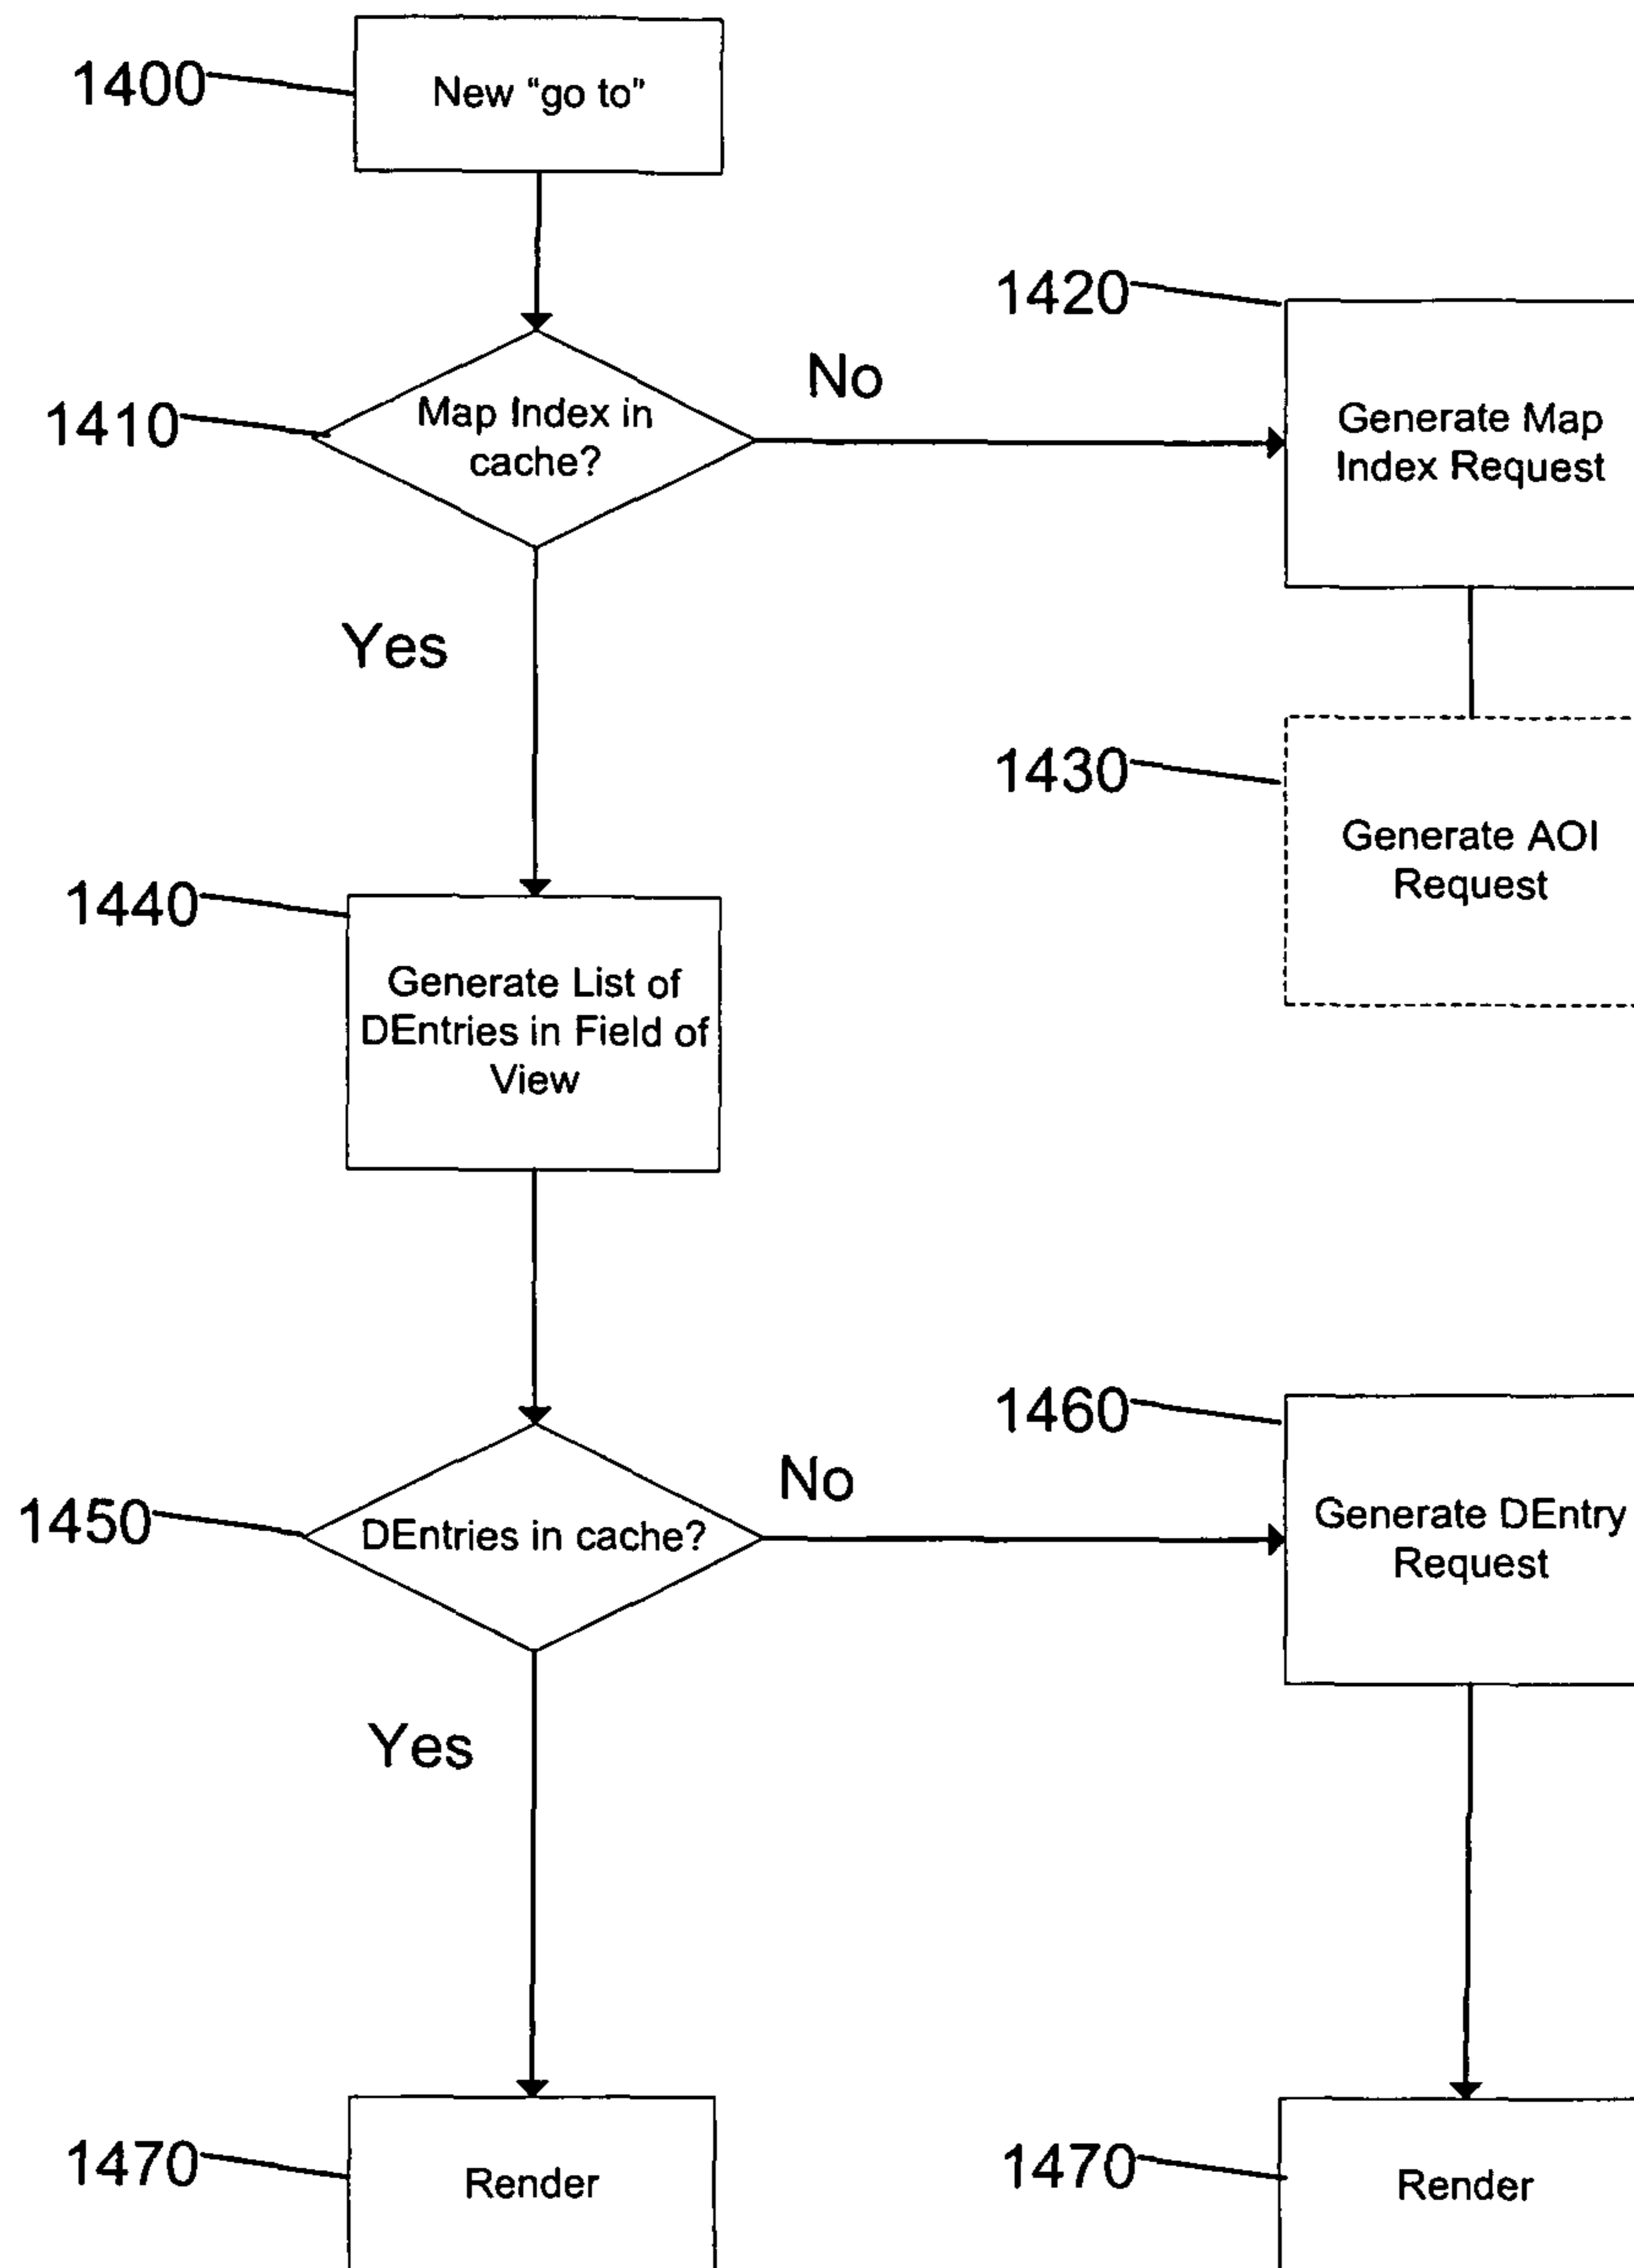 1400
New “go to”
1410
Map Index in
cache?
No
1420
Generate Map
Index Request
Yes
1430
Generate AOI
Request
1440
Generate List of
DEntries in Field of
View
1450
DEntries in cache?
No
1460
Generate DEntry
Request
Yes
1470
Render
1470
Render